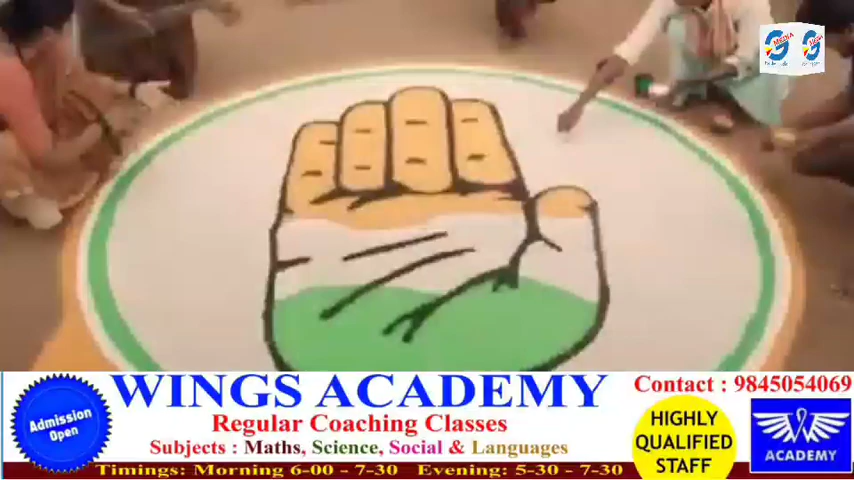 MEDIA
WINGS ACADEMY
Contact : 9845054069
Regular Coaching Classes
Subjects : Maths, Science, Social & Languages
Timings: Morning 6-00 - 7-30 Evening: 5-30 - 7-30
Admission
Open
HIGHLY
QUALIFIED
STAFF
ACADEMY